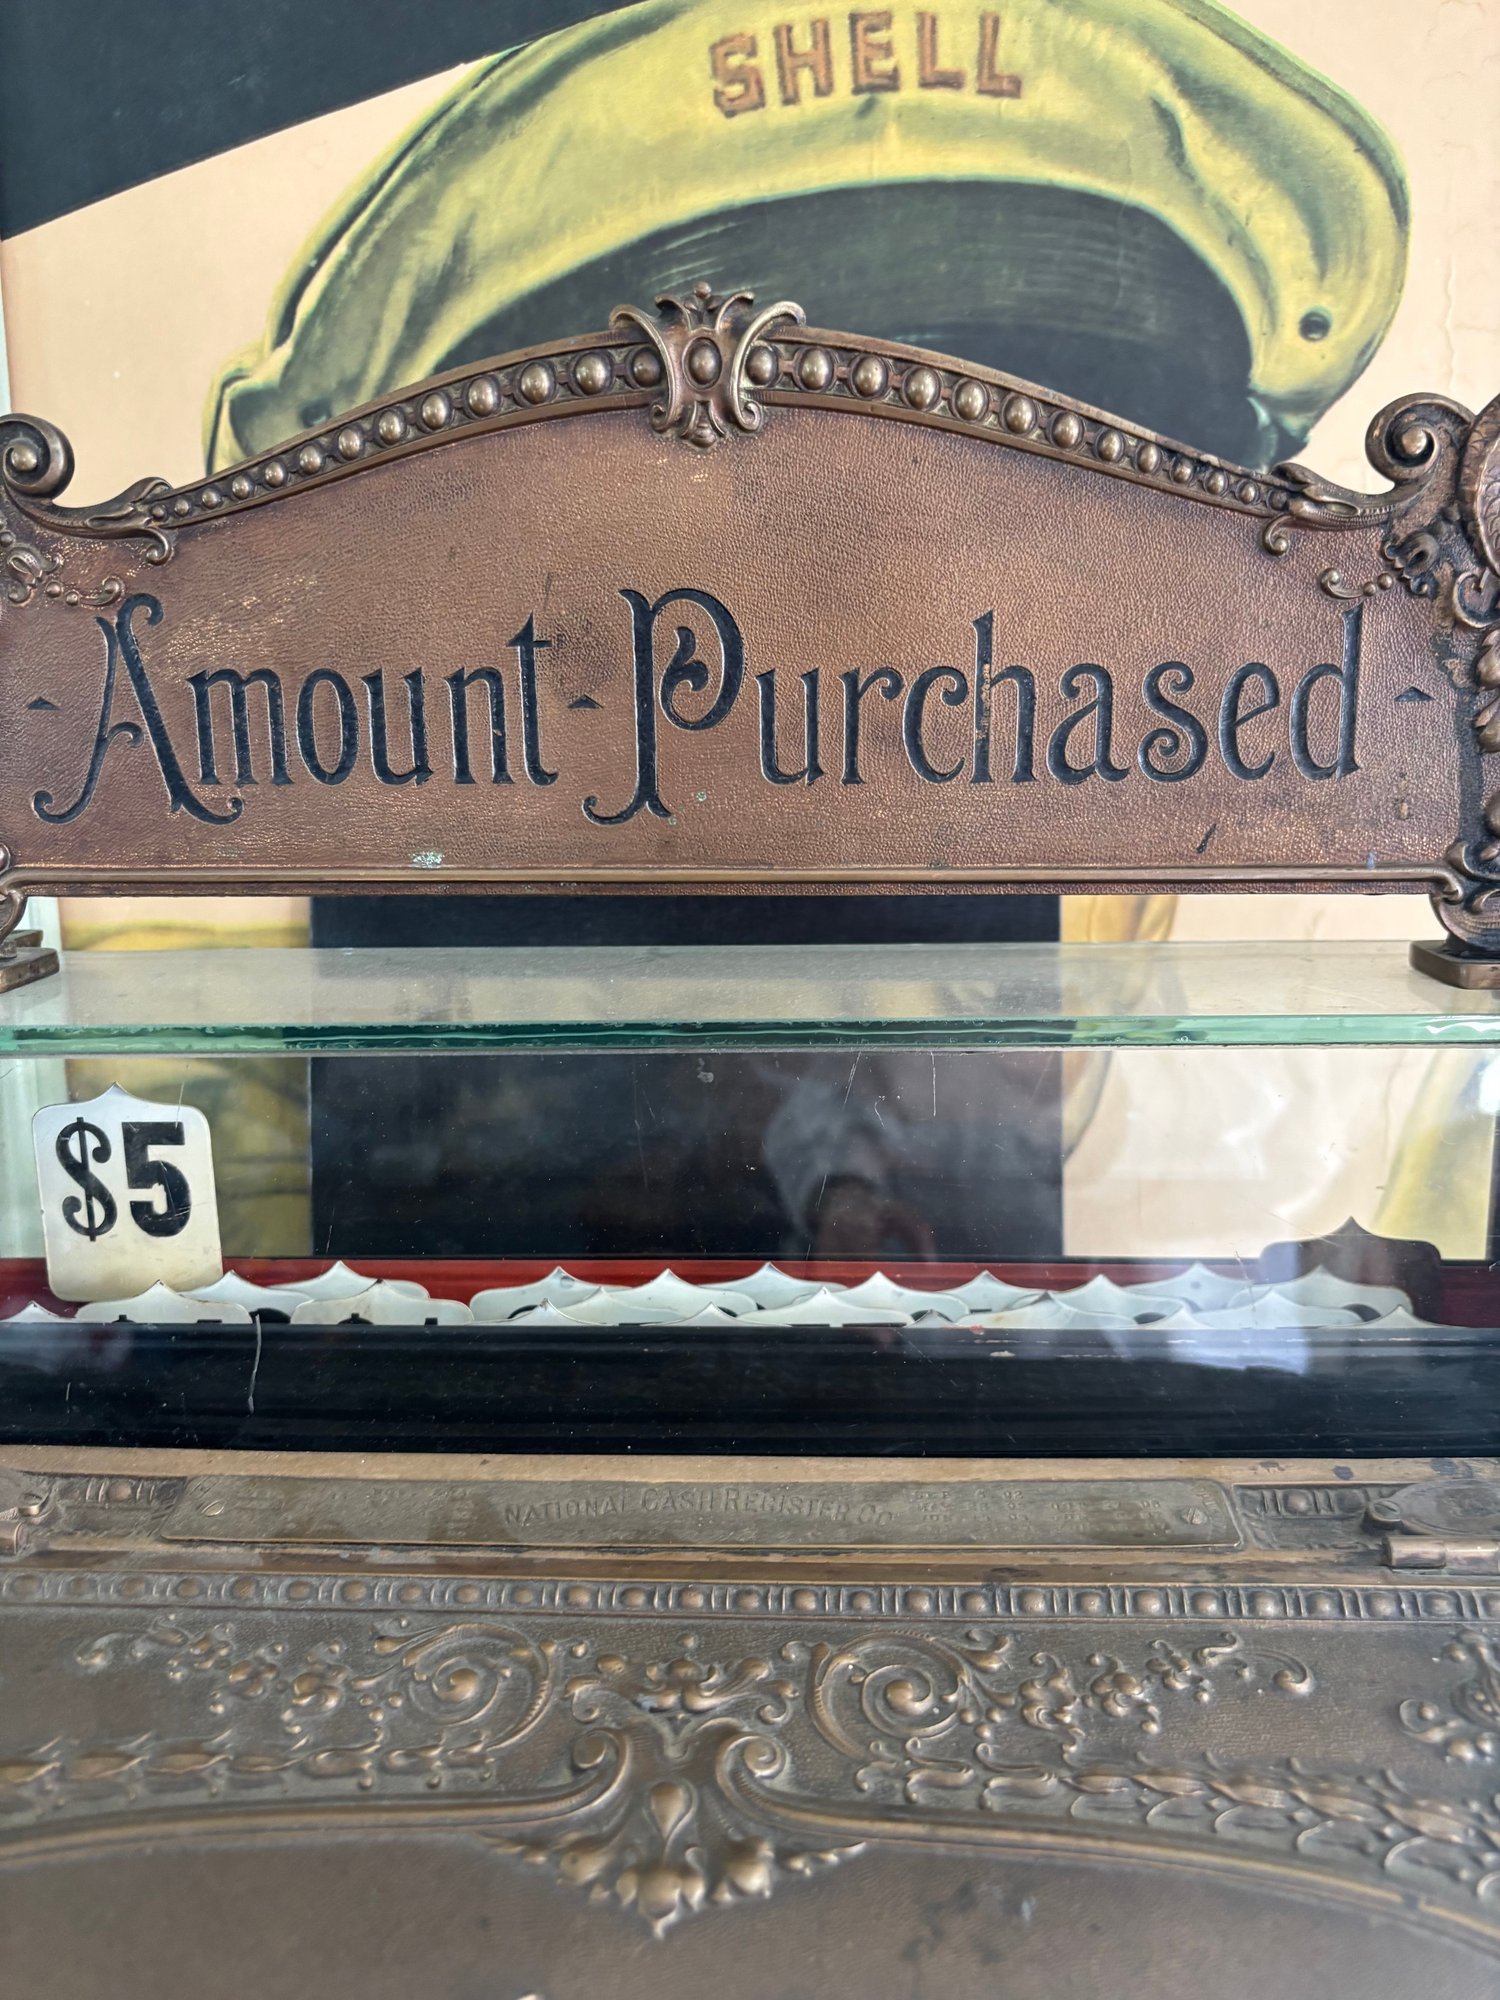 SHELL
Amount Purchased
$5
NATIONAL CASH REGISTER CO